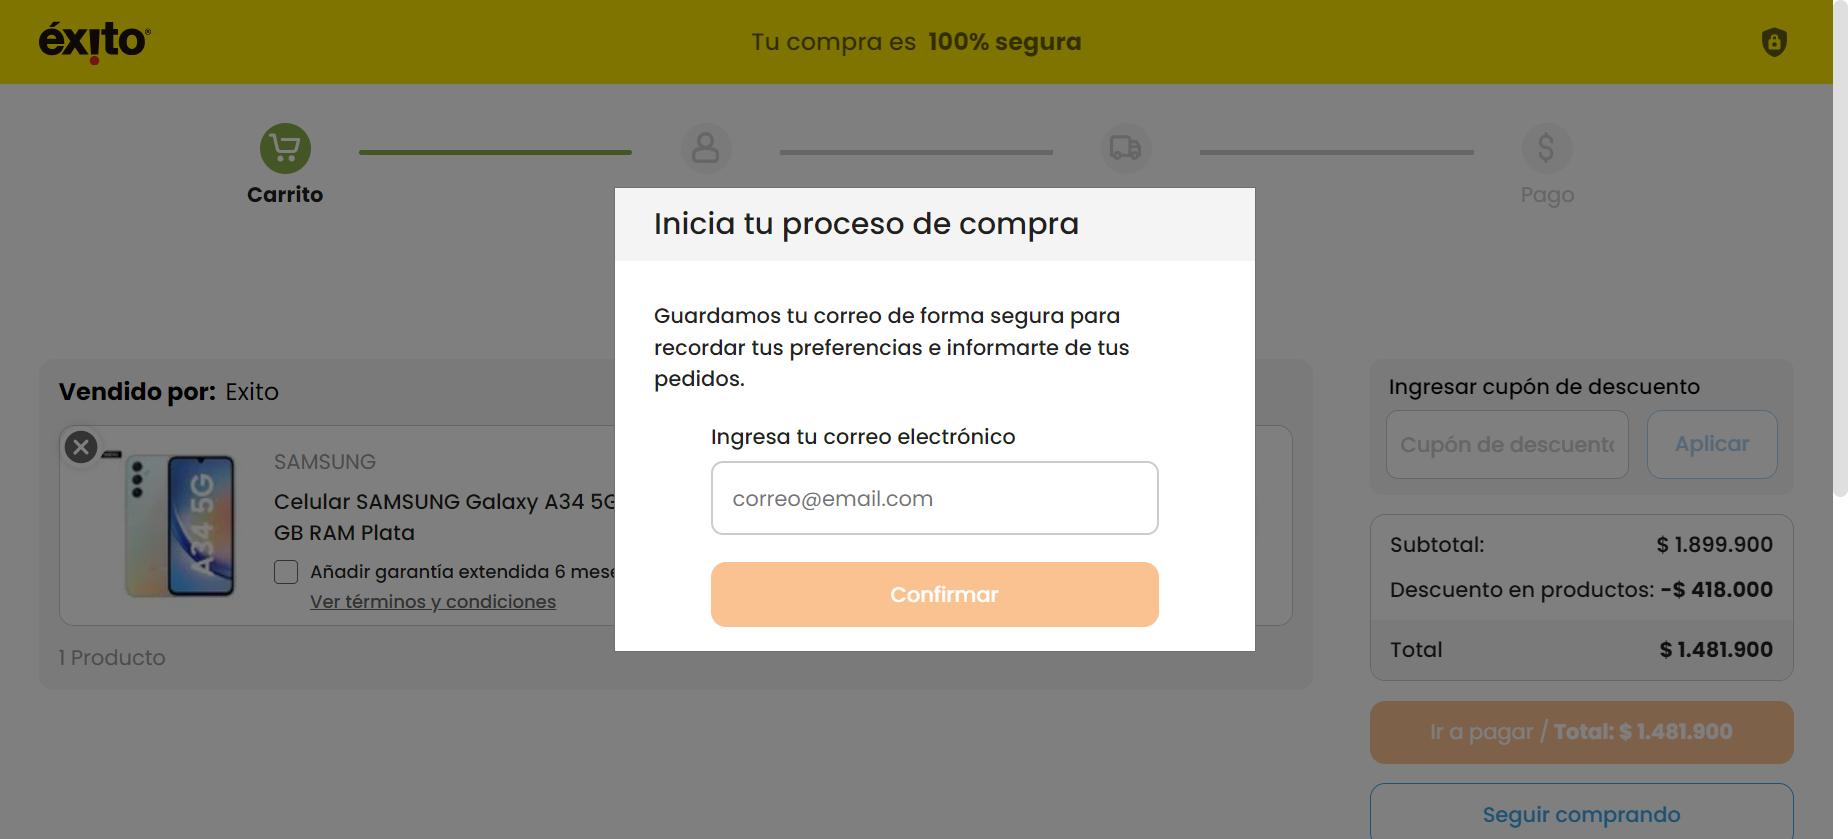 éxito
Tu compra es 100% segura
Carrito
Pago
Inicia tu proceso de compra
Guardamos tu correo de forma segura para
recordar tus preferencias e informarte de tus
pedidos.
Ingresa tu correo electrónico
correo@email.com
Confirmar
Vendido por: Exito
SAMSUNG
Celular SAMSUNG Galaxy A34 5G
GB RAM Plata
Añadir garantía extendida 6 mese
Ver términos y condiciones
A34 5G
1 Producto
Ingresar cupón de descuento
Cupón de descuento
Aplicar
Subtotal: $ 1.899.900
Descuento en productos: -$ 418.000
Total $ 1.481.900
Ir a pagar / Total: $ 1.481.900
Seguir comprando